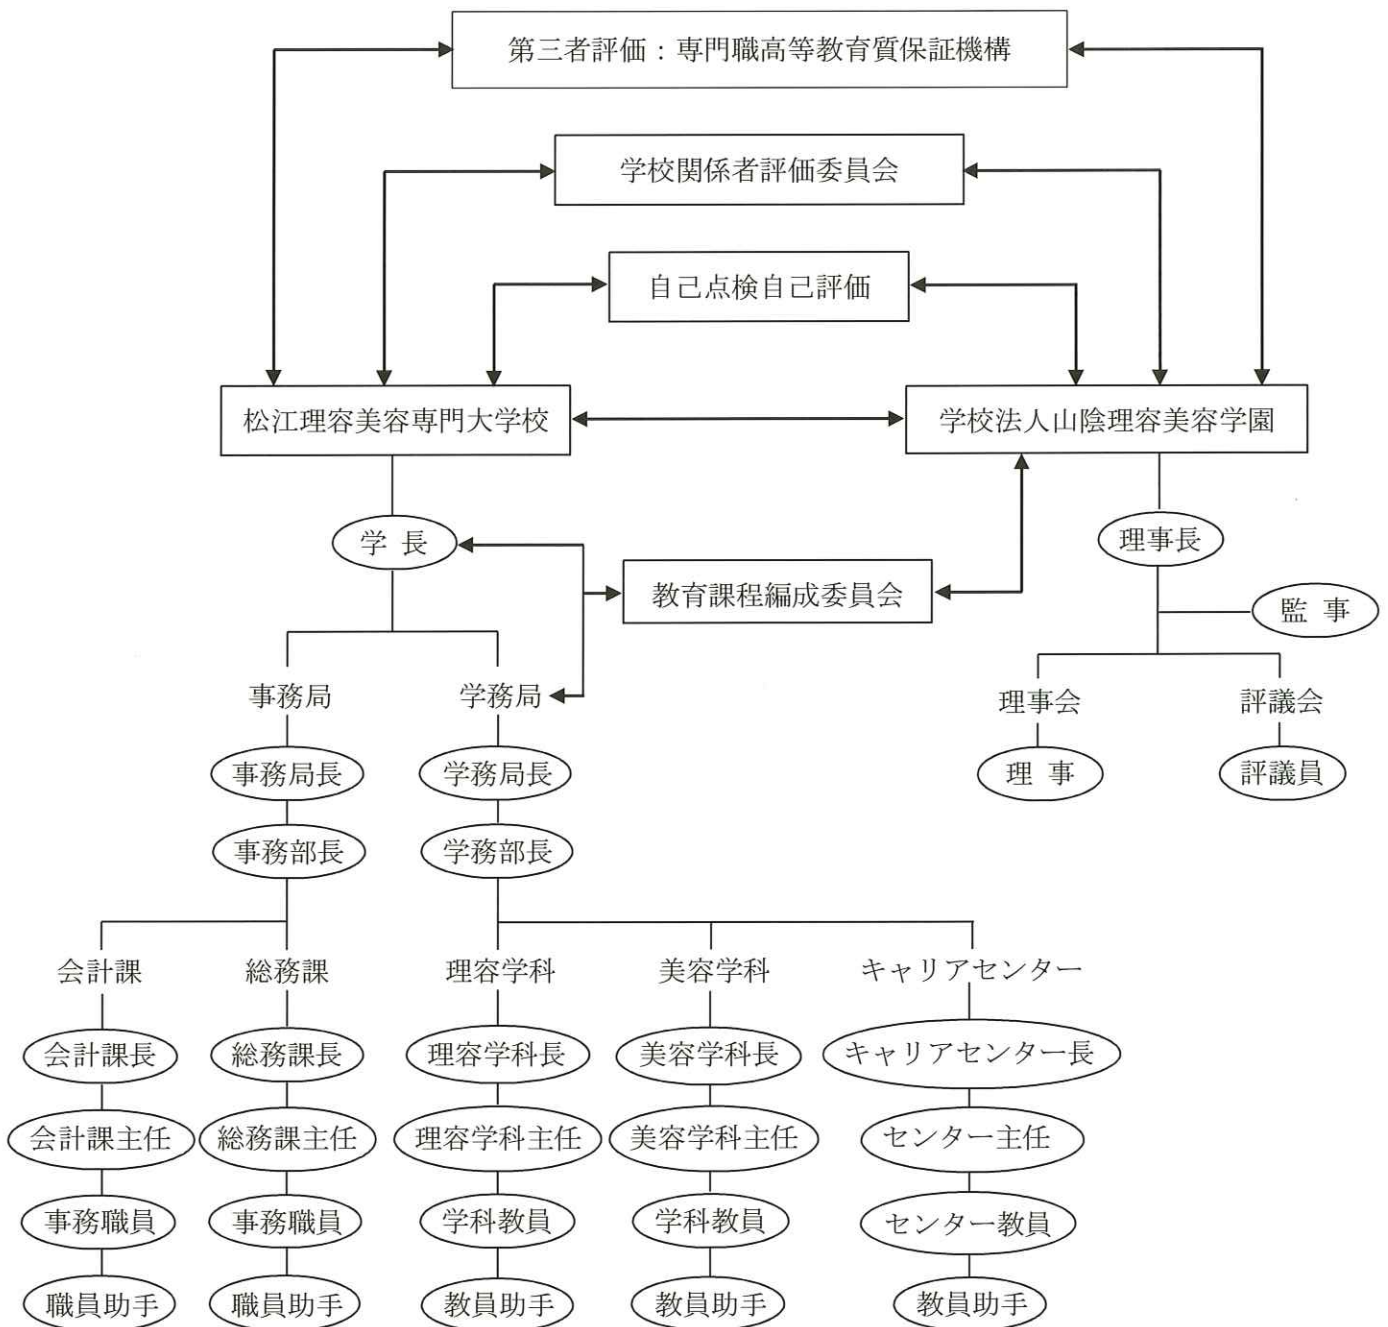 第三者評価：専門職高等教育質保証機構
学校関係者評価委員会
自己点検自己評価
松江理容美容専門大学校
学校法人山陰理容美容学園
学 長
理事長
教育課程編成委員会
監 事
事務局
学務局
理事会
評議会
事務局長
学務局長
理 事
評議員
事務部長
学務部長
会計課
総務課
理容学科
美容学科
キャリアセンター
会計課長
総務課長
理容学科長
美容学科長
キャリアセンター長
会計課主任
総務課主任
理容学科主任
美容学科主任
センター主任
事務職員
事務職員
学科教員
学科教員
センター教員
職員助手
職員助手
教員助手
教員助手
教員助手